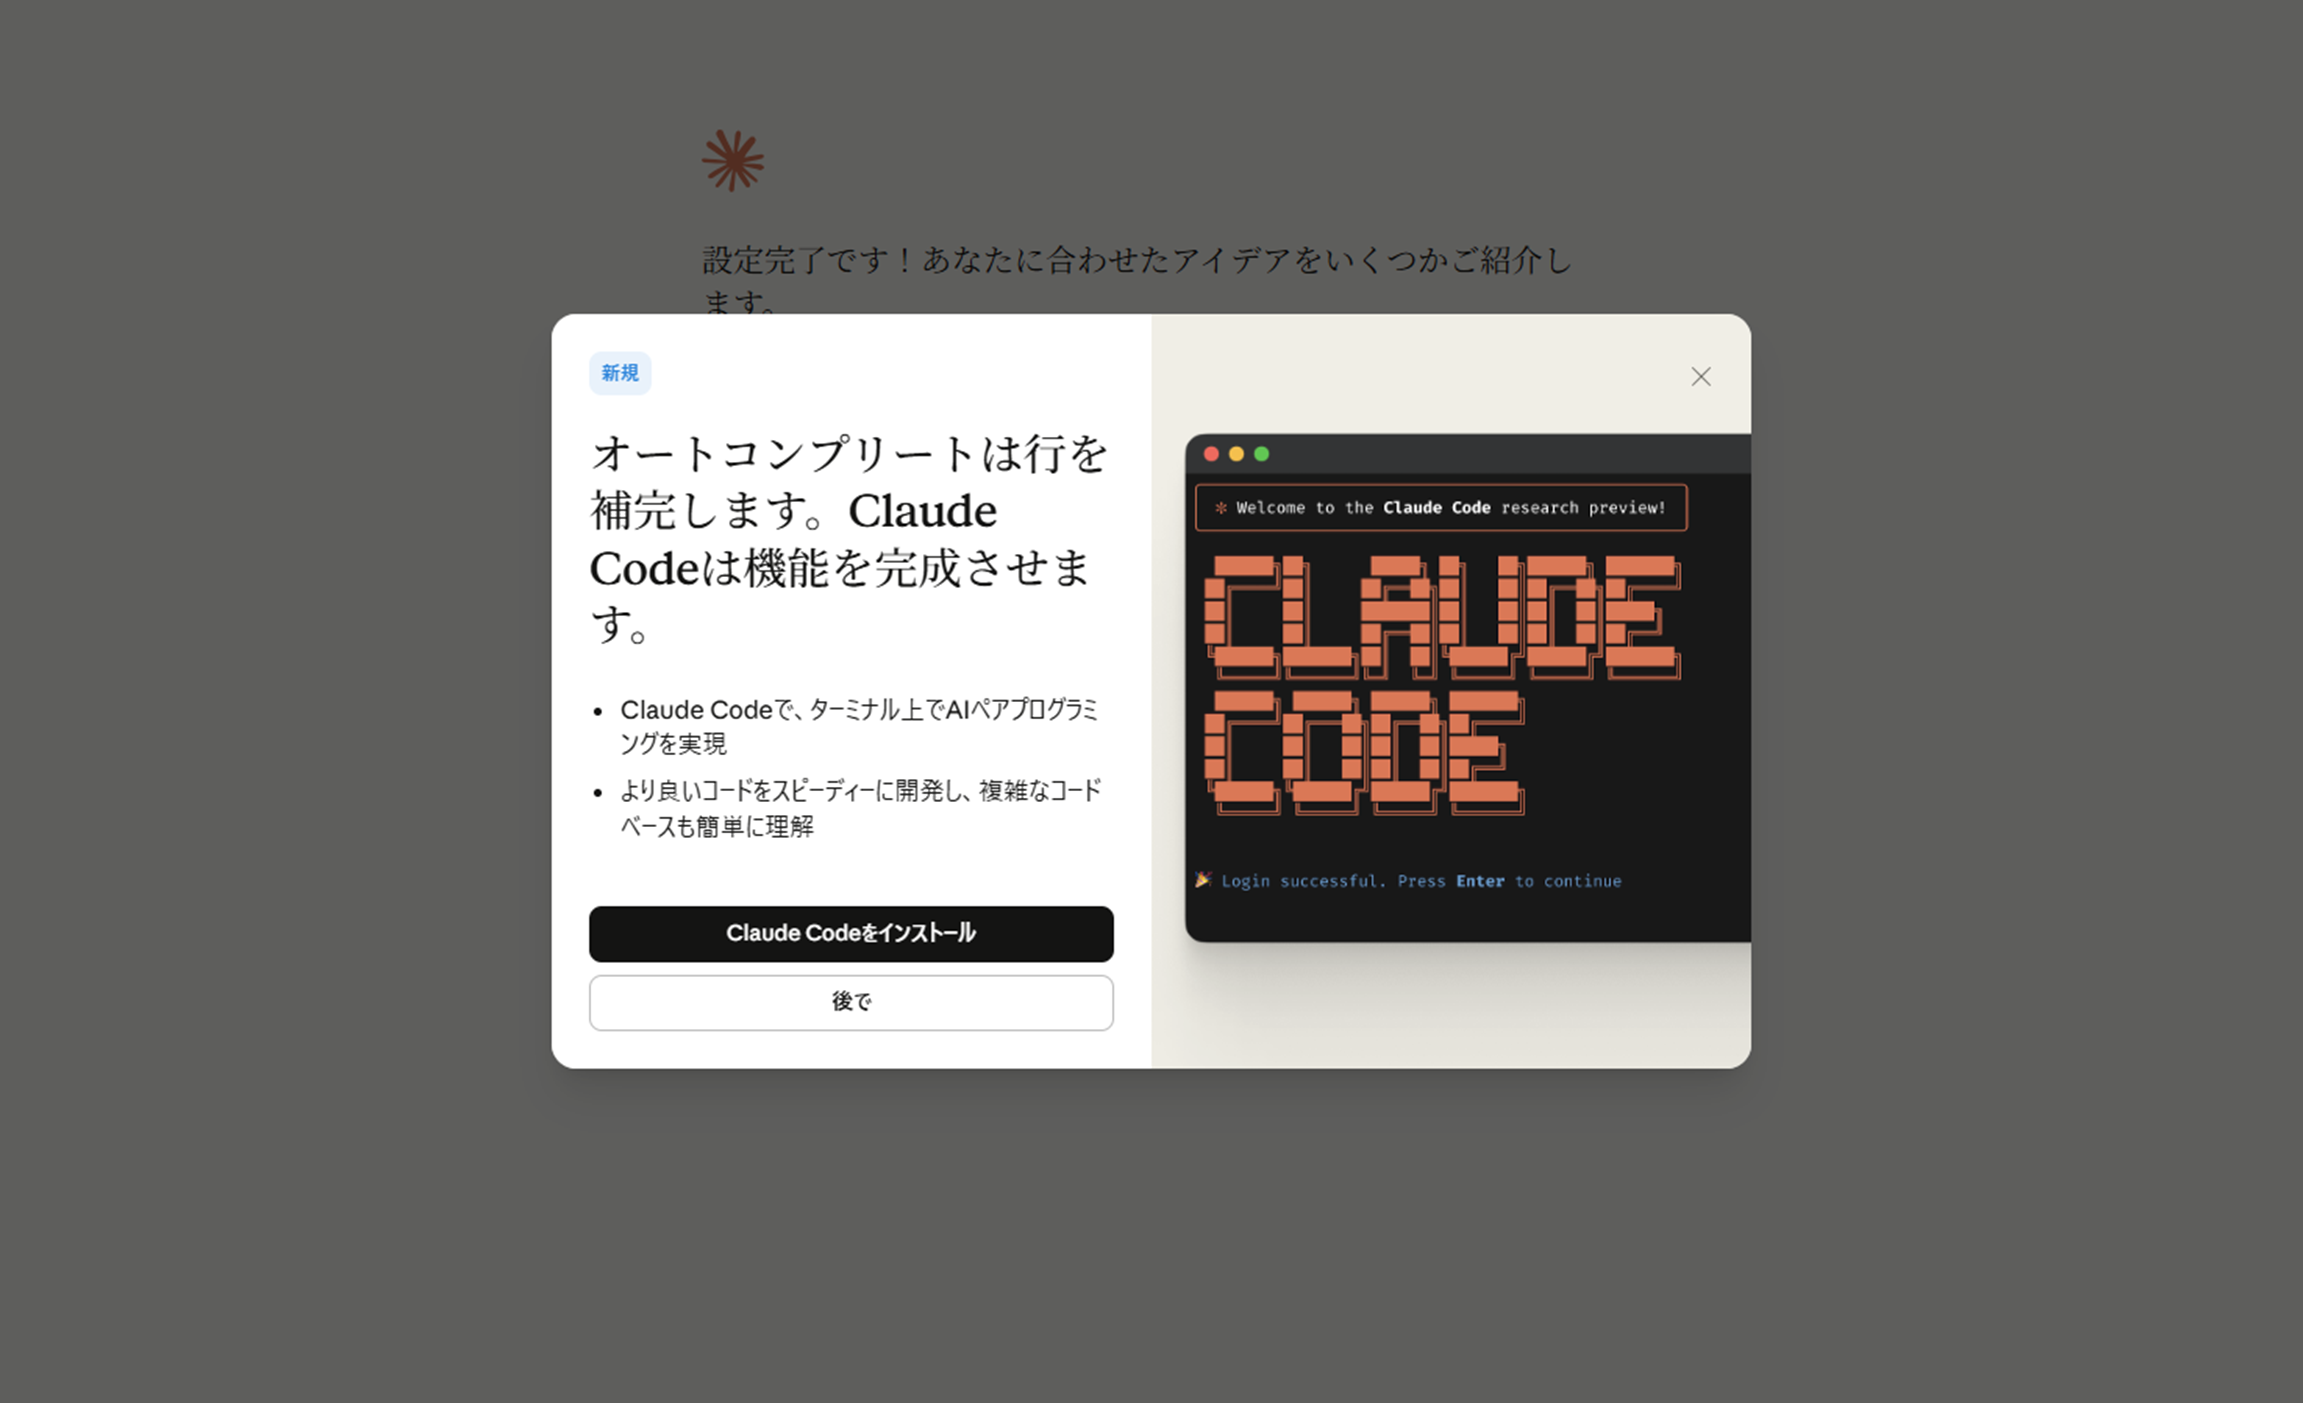 設定完了です！あなたに合わせたアイデアをいくつかご紹介し
ます。
新規
オートコンプリートは行を
補完します。Claude
Codeは機能を完成させま
す。
• Claude Codeで、ターミナル上でAIペアプログラミ
ングを実現
• より良いコードをスピーディーに開発し、複雑なコード
ベースも簡単に理解
Claude Codeをインストール
後で
✻ Welcome to the Claude Code research preview!
CLAUDE
CODE
🎉 Login successful. Press Enter to continue